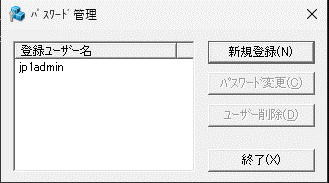 ﾊﾟｽﾜｰﾄﾞ管理
登録ユーザー名
jp1admin
新規登録(N)
ﾊﾟｽﾜｰﾄﾞ変更(C)
ユーザー削除(D)
終了(X)